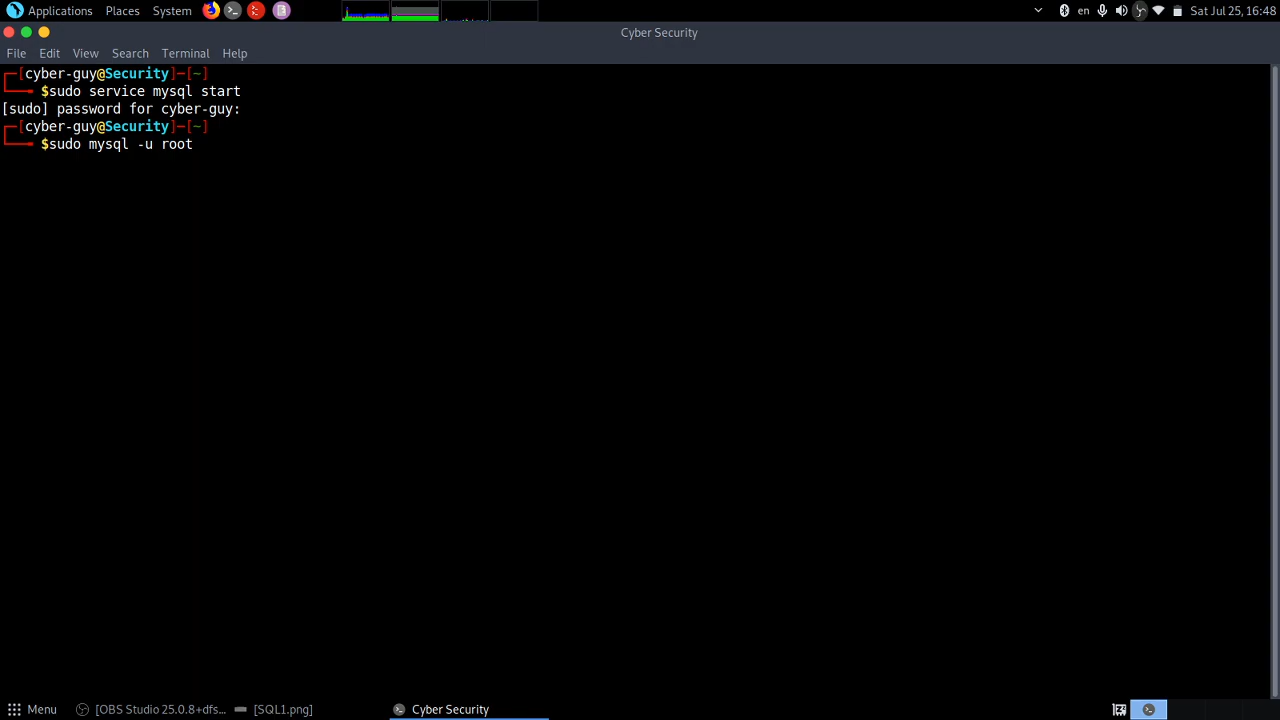 Applications Places System
en
Sat Jul 25, 16:48
Cyber Security
File Edit View Search Terminal Help
[cyber-guy@Security]─[~]
$sudo service mysql start
[sudo] password for cyber-guy:
[cyber-guy@Security]─[~]
$sudo mysql -u root
Menu
[OBS Studio 25.0.8+dfs...
[SQL1.png]
Cyber Security